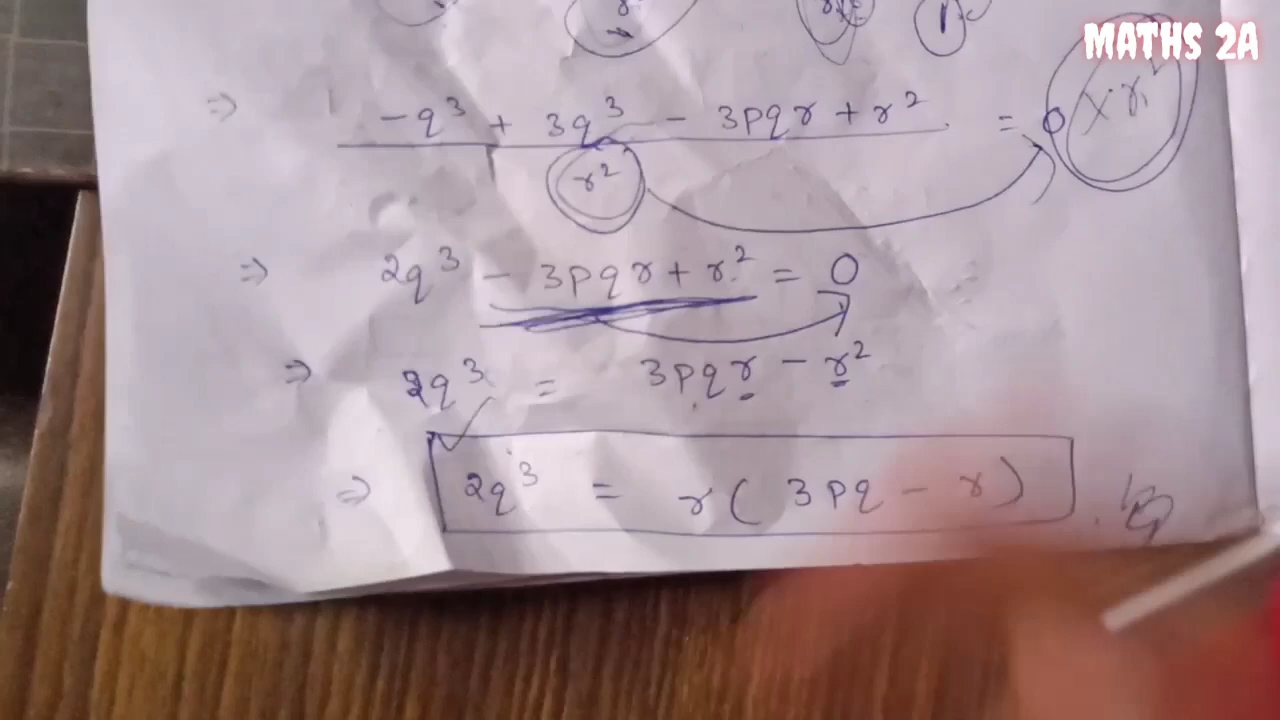 MATHS 2A
⇒ -q³ + 3q³ - 3pqr + r² = 0 × r²
r²
⇒ 2q³ - 3pqr + r² = 0
⇒ 2q³ = 3pqr - r²
⇒ 2q³ = r(3pq - r)